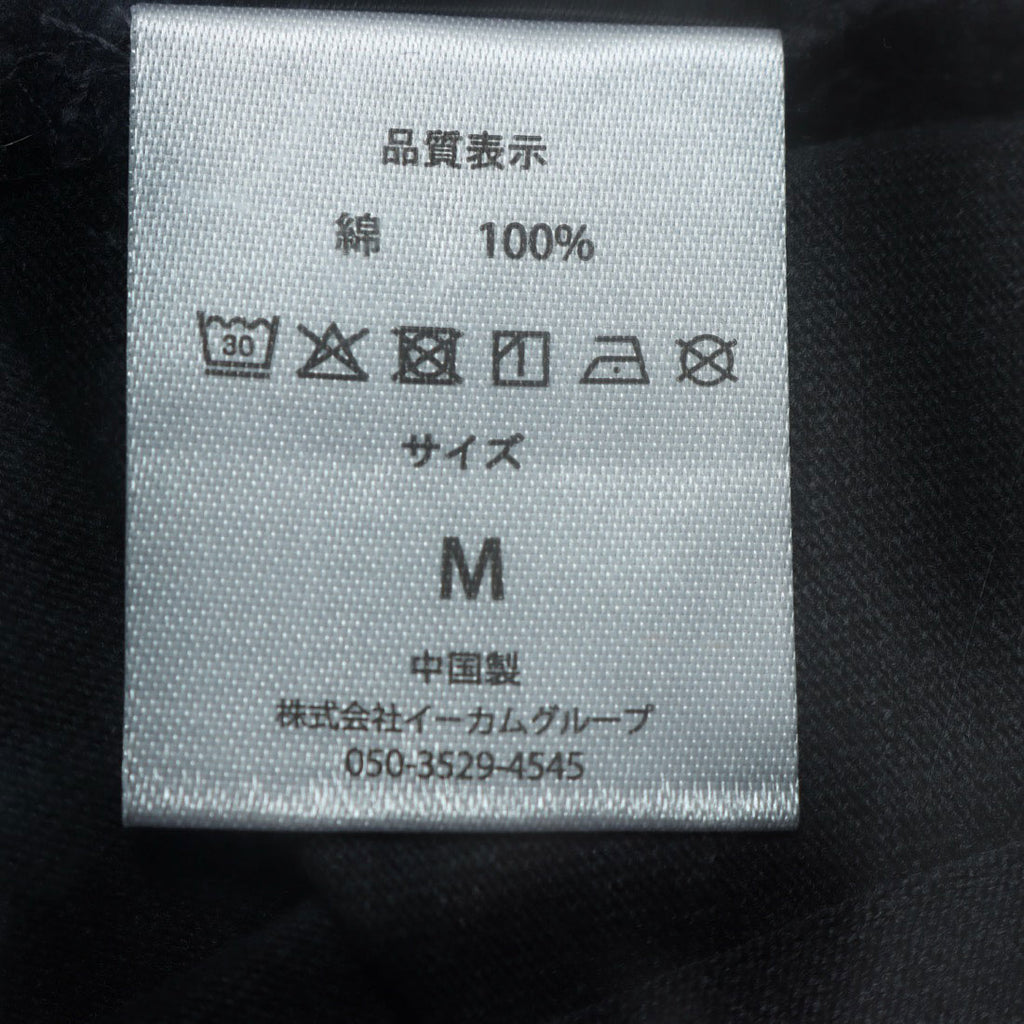 品質表示
綿 100%
30
サイズ
M
中国製
株式会社イーカムグループ
050-3529-4545